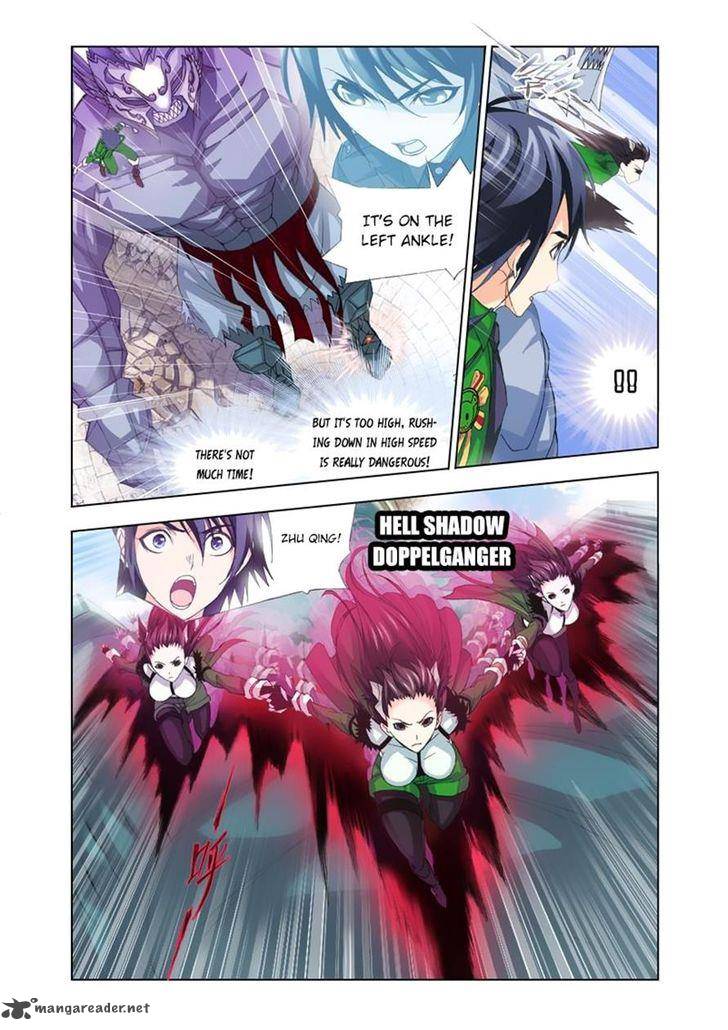 IT'S ON THE
LEFT ANKLE!
!!
BUT IT'S TOO HIGH, RUSH-
ING DOWN IN HIGH SPEED
IS REALLY DANGEROUS!
THERE'S NOT
MUCH TIME!
ZHU QING!
HELL SHADOW
DOPPELGANGER
呼
mangareader.net